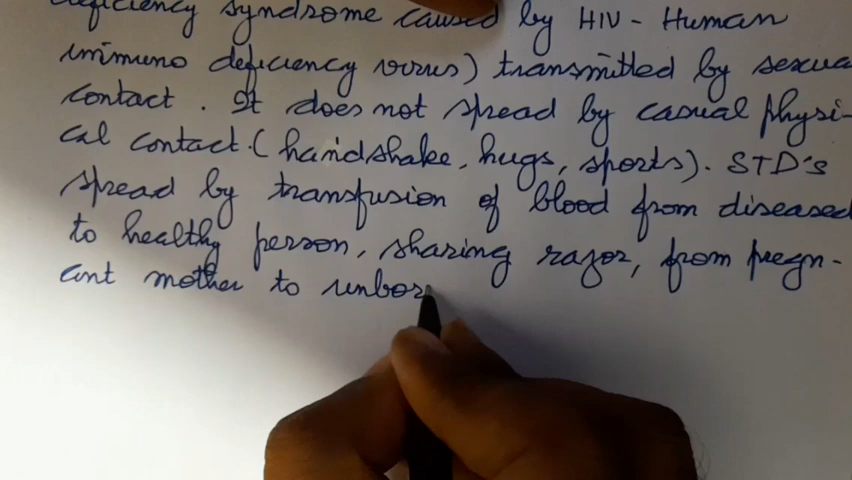 deficiency syndrome caused by HIV - Human
immuno deficiency virus) transmitted by sexua
contact. It does not spread by casual physi-
cal contact. (handshake, hugs, sports). STD's
spread by transfusion of blood from diseased
to healthy person, sharing razor, from pregn-
ant mother to unbor